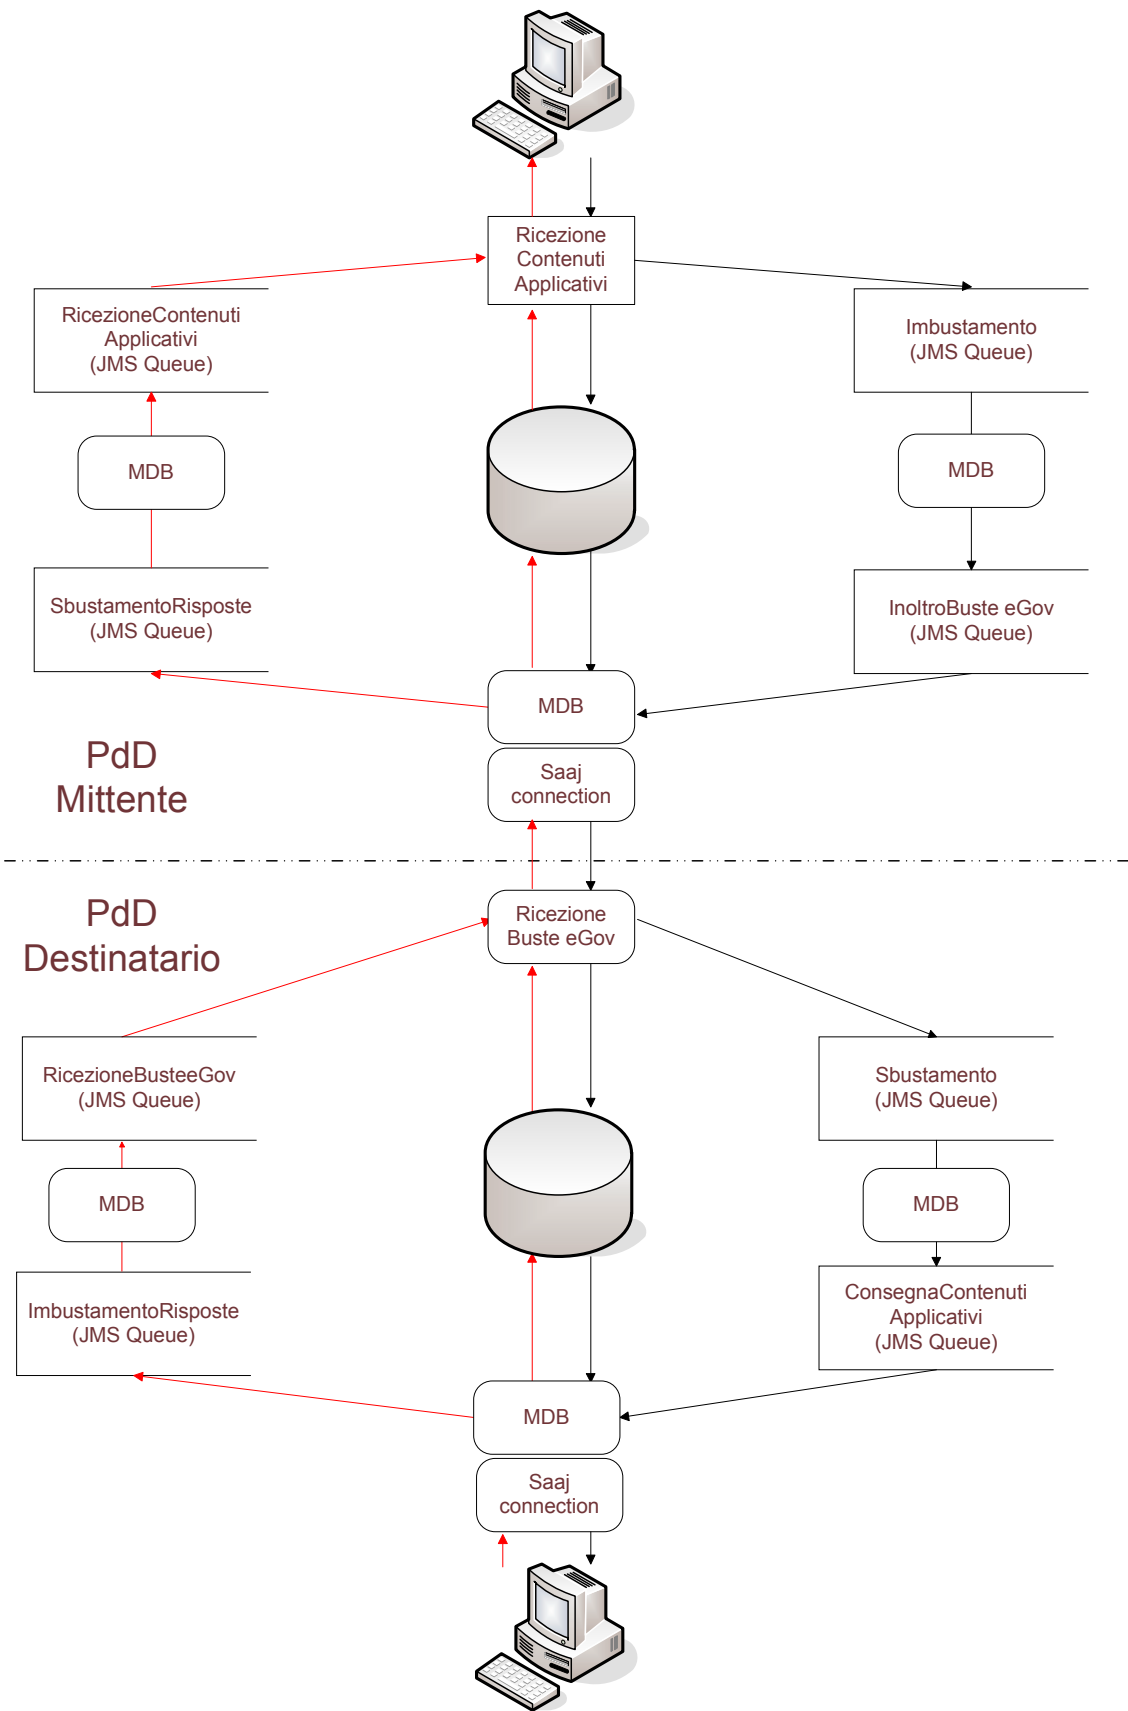 Ricezione
Contenuti
Applicativi
RicezioneContenuti
Applicativi
(JMS Queue)
Imbustamento
(JMS Queue)
MDB
MDB
SbustamentoRisposte
(JMS Queue)
InoltroBuste eGov
(JMS Queue)
MDB
PdD
Mittente
Saaj
connection
PdD
Destinatario
Ricezione
Buste eGov
RicezioneBusteeGov
(JMS Queue)
Sbustamento
(JMS Queue)
MDB
MDB
ImbustamentoRisposte
(JMS Queue)
ConsegnaContenuti
Applicativi
(JMS Queue)
MDB
Saaj
connection